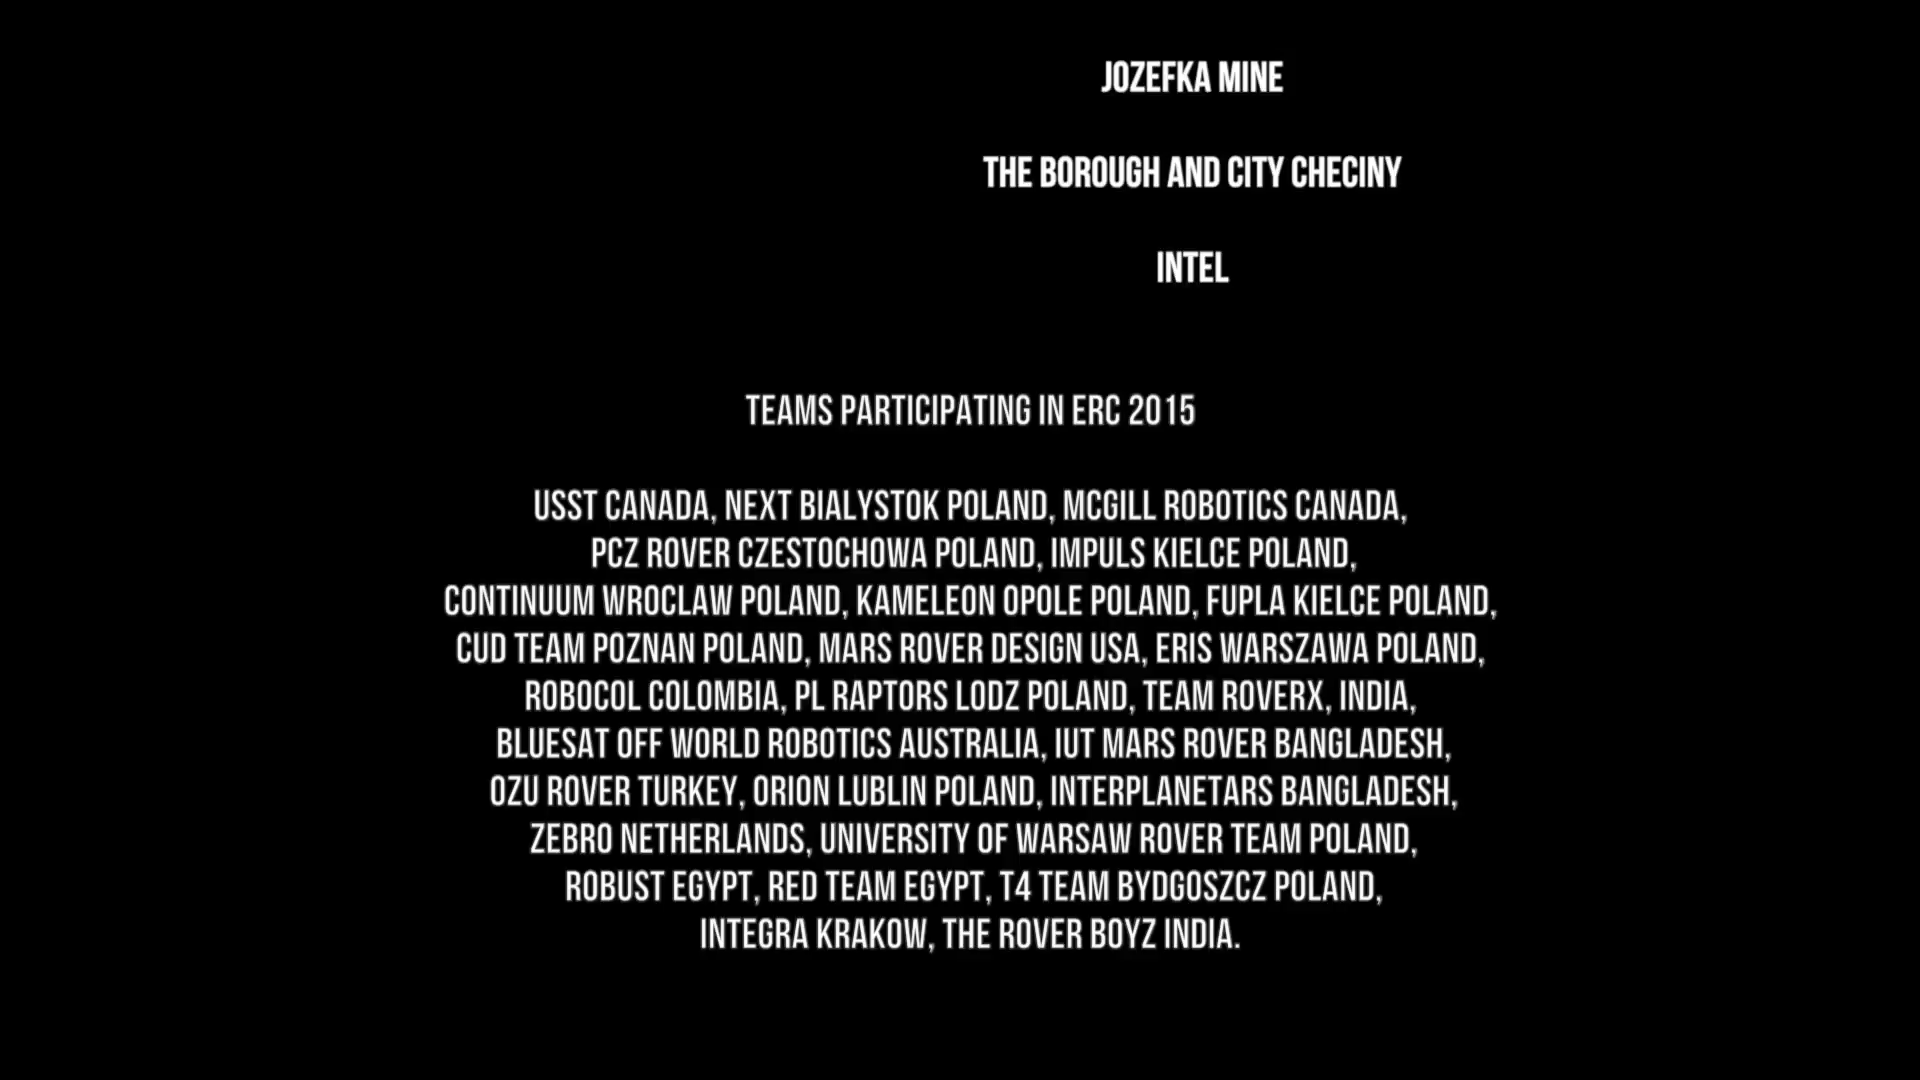 JOZEFKA MINE
THE BOROUGH AND CITY CHECINY
INTEL
TEAMS PARTICIPATING IN ERC 2015
USST CANADA, NEXT BIALYSTOK POLAND, MCGILL ROBOTICS CANADA,
PCZ ROVER CZESTOCHOWA POLAND, IMPULS KIELCE POLAND,
CONTINUUM WROCLAW POLAND, KAMELEON OPOLE POLAND, FUPLA KIELCE POLAND,
CUD TEAM POZNAN POLAND, MARS ROVER DESIGN USA, ERIS WARSZAWA POLAND,
ROBOCOL COLOMBIA, PL RAPTORS LODZ POLAND, TEAM ROVERX, INDIA,
BLUESAT OFF WORLD ROBOTICS AUSTRALIA, IUT MARS ROVER BANGLADESH,
OZU ROVER TURKEY, ORION LUBLIN POLAND, INTERPLANETARS BANGLADESH,
ZEBRO NETHERLANDS, UNIVERSITY OF WARSAW ROVER TEAM POLAND,
ROBUST EGYPT, RED TEAM EGYPT, T4 TEAM BYDGOSZCZ POLAND,
INTEGRA KRAKOW, THE ROVER BOYZ INDIA.